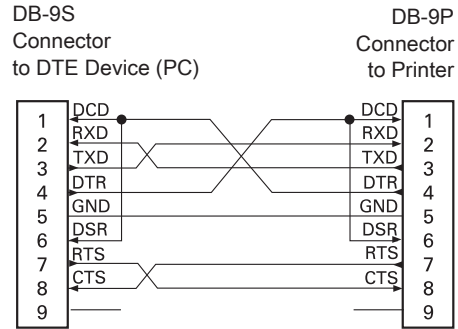 DB-9S
Connector
to DTE Device (PC)
DB-9P
Connector
to Printer
1 DCD DCD 1
2 RXD RXD 2
3 TXD TXD 3
4 DTR DTR 4
5 GND GND 5
6 DSR DSR 6
7 RTS RTS 7
8 CTS CTS 8
9 9